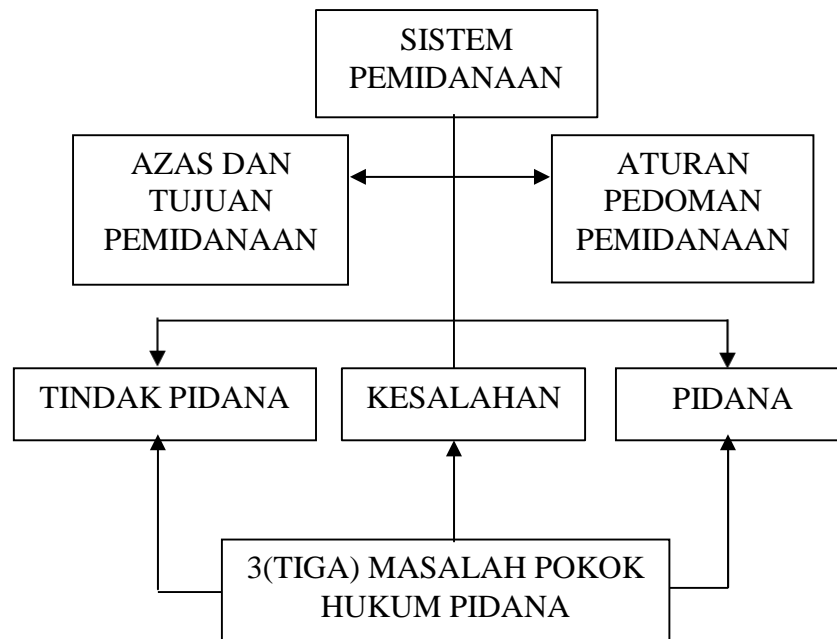 SISTEM
PEMIDANAAN
AZAS DAN
TUJUAN
PEMIDANAAN
ATURAN
PEDOMAN
PEMIDANAAN
TINDAK PIDANA
KESALAHAN
PIDANA
3(TIGA) MASALAH POKOK
HUKUM PIDANA